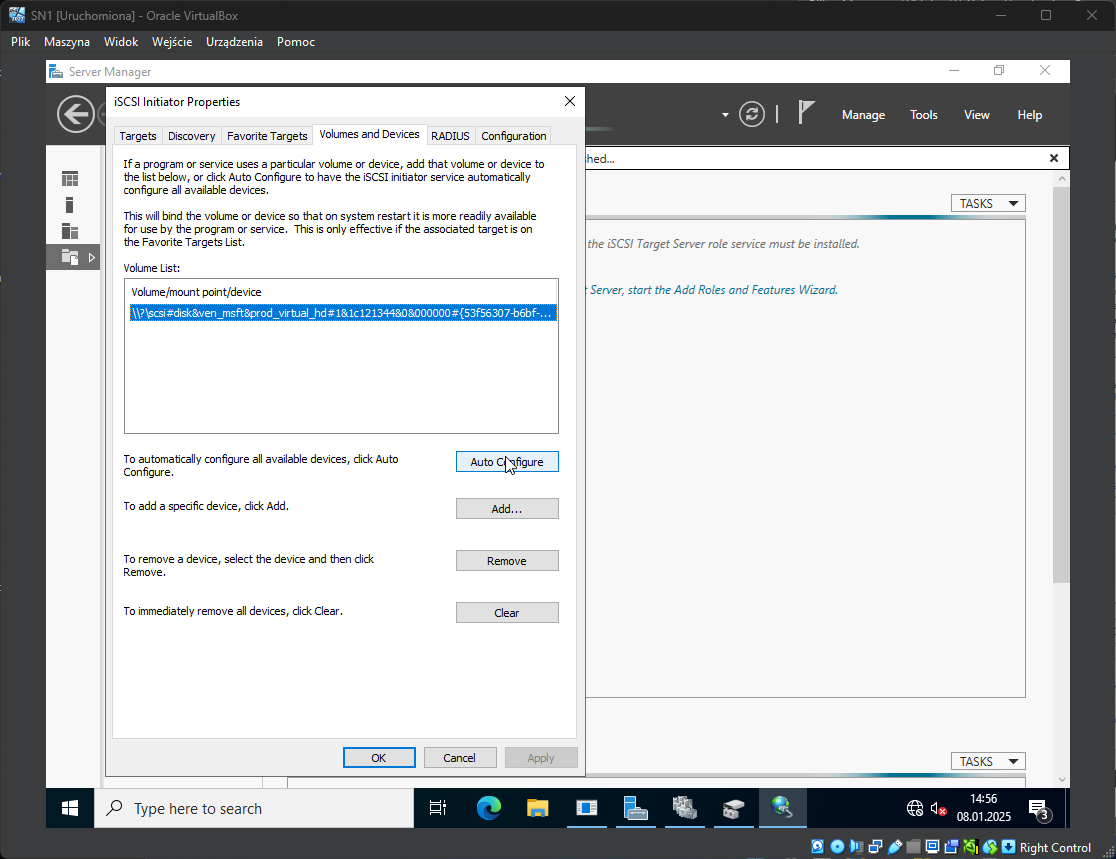 SN1 [Uruchomiona] - Oracle VirtualBox
Plik Maszyna Widok Wejście Urządzenia Pomoc
Server Manager
iSCSI Initiator Properties
Manage Tools View Help
Targets Discovery Favorite Targets Volumes and Devices RADIUS Configuration
If a program or service uses a particular volume or device, add that volume or device to
the list below, or click Auto Configure to have the iSCSI initiator service automatically
configure all available devices.
This will bind the volume or device so that on system restart it is more readily available
for use by the program or service. This is only effective if the associated target is on
the Favorite Targets List.
Volume List:
Volume/mount point/device
\\?\scsi#disk&ven_msft&prod_virtual_hd#1&1c121344&0&000000#{53f56307-b6bf-...
To automatically configure all available devices, click Auto
Configure.
Auto Configure
To add a specific device, click Add.
Add...
To remove a device, select the device and then click
Remove.
Remove
To immediately remove all devices, click Clear.
Clear
OK Cancel Apply
hed...
TASKS
the iSCSI Target Server role service must be installed.
t Server, start the Add Roles and Features Wizard.
TASKS
Type here to search
14:56
08.01.2025
3
Right Control